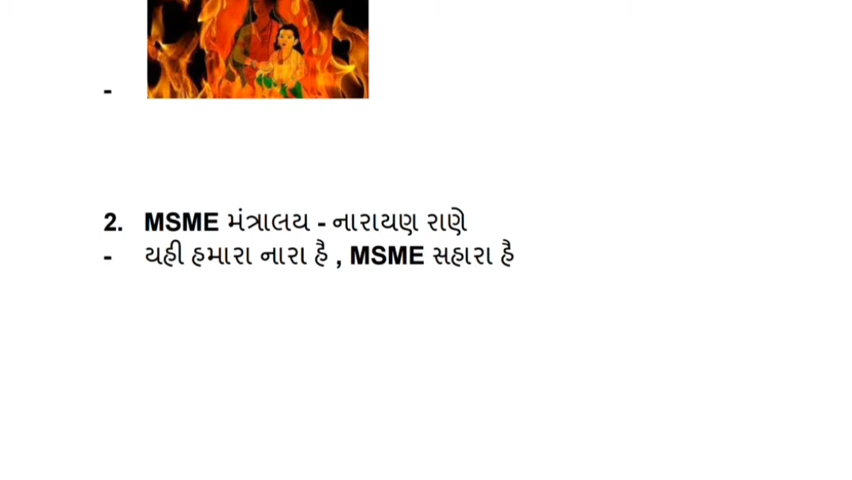 -
2. MSME મંત્રાલય - નારાયણ રાણે
- યહી હમારા નારા હૈ , MSME સહારા હૈ